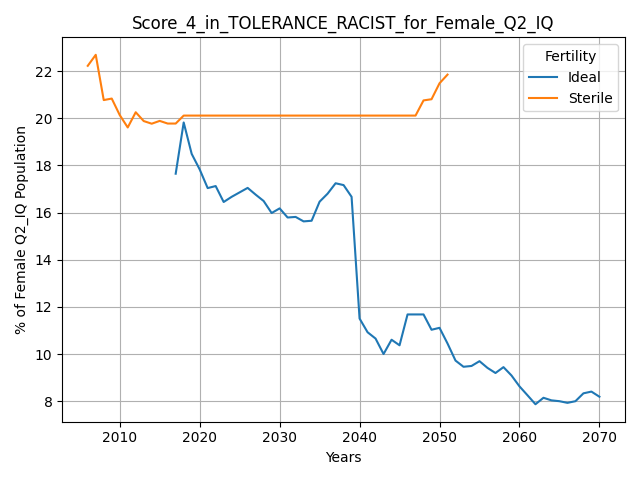 Score_4_in_TOLERANCE_RACIST_for_Female_Q2_IQ
% of Female Q2_IQ Population
22
20
18
16
14
12
10
8
Fertility
Ideal
Sterile
2010 2020 2030 2040 2050 2060 2070
Years